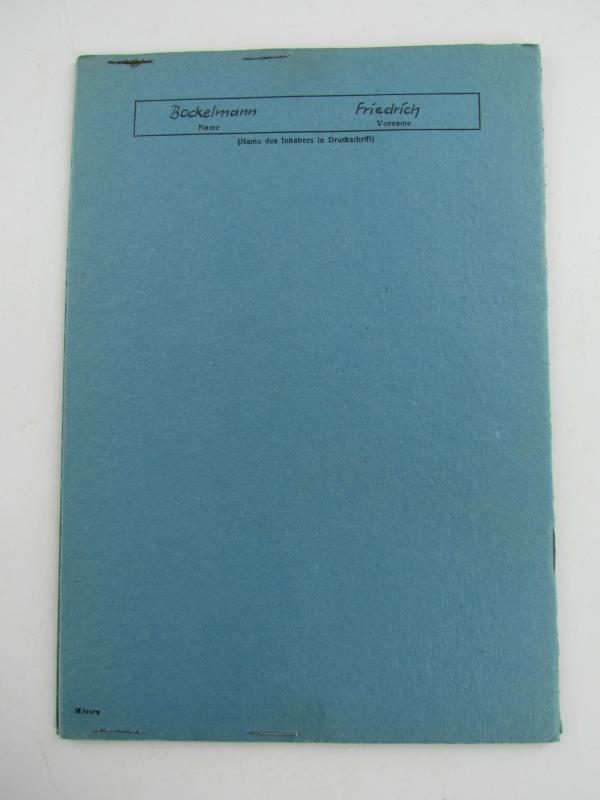 Bockelmann Friedrich
Name Vorname
(Name des Inhabers in Druckschrift)